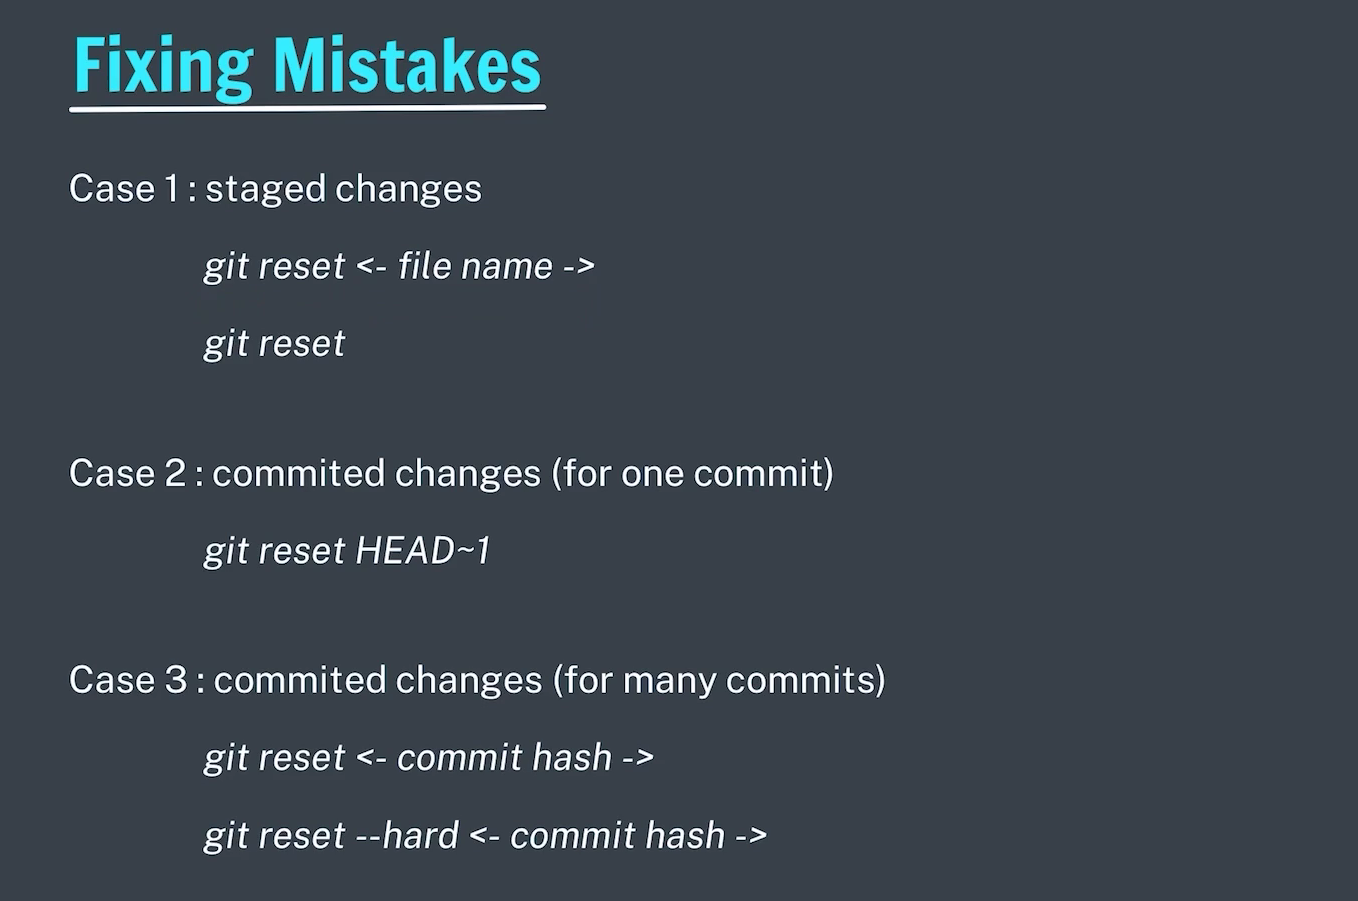 Fixing Mistakes
Case 1 : staged changes
git reset <- file name ->
git reset
Case 2 : commited changes (for one commit)
git reset HEAD~1
Case 3 : commited changes (for many commits)
git reset <- commit hash ->
git reset --hard <- commit hash ->